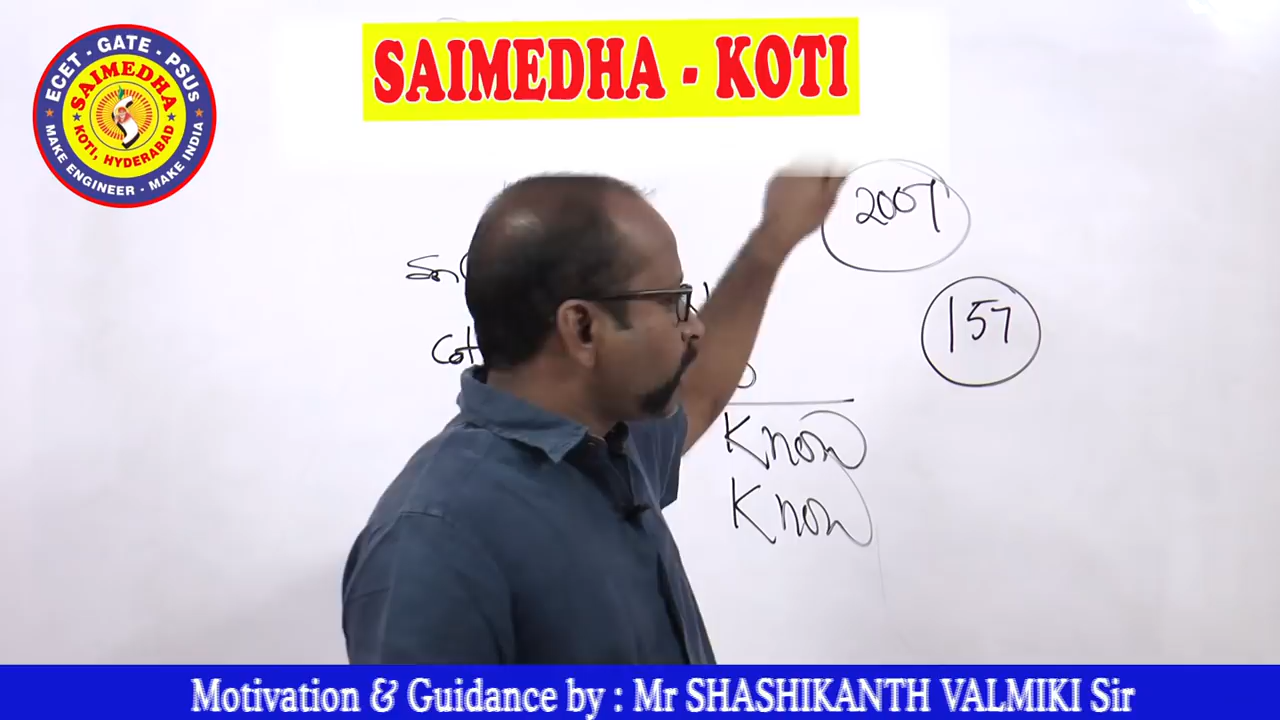 ECET - GATE - PSUS
SAIMEDHA
KOTI, HYDERABAD
MAKE ENGINEER - MAKE INDIA
SAIMEDHA - KOTI
2007
157
Know
Know
Motivation & Guidance by : Mr SHASHIKANTH VALMIKI Sir